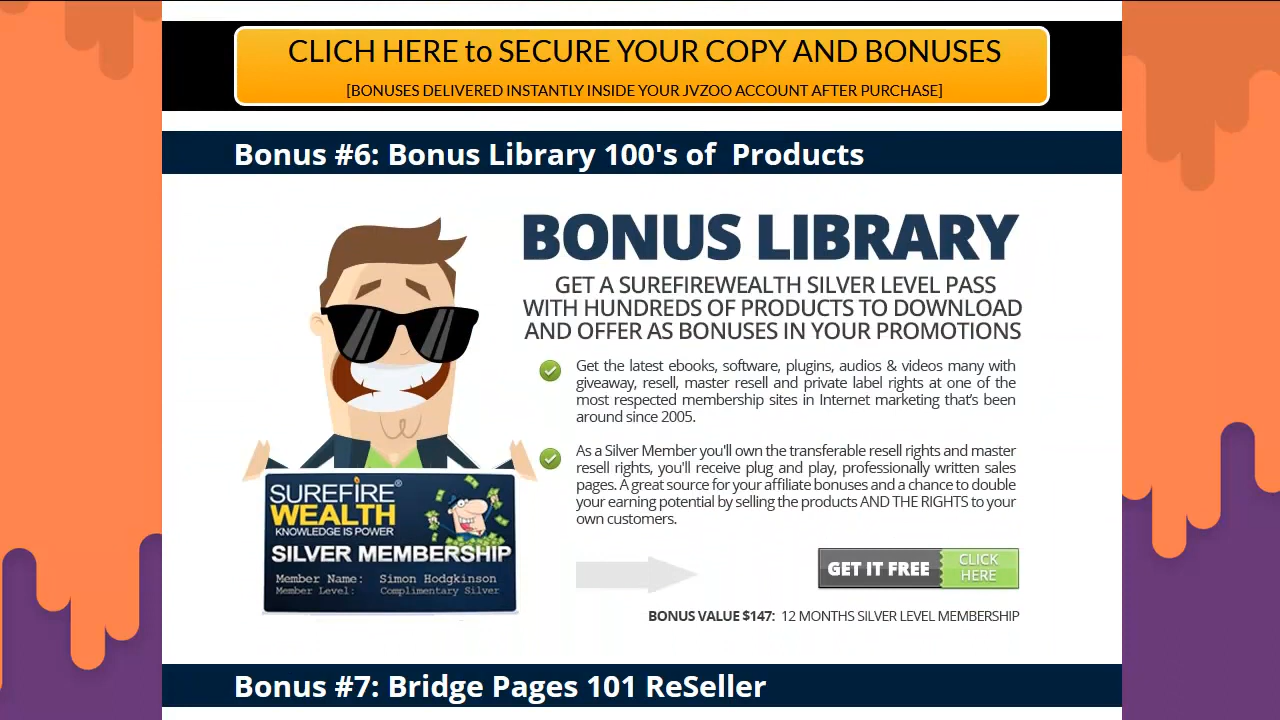 CLICH HERE to SECURE YOUR COPY AND BONUSES
[BONUSES DELIVERED INSTANTLY INSIDE YOUR JVZOO ACCOUNT AFTER PURCHASE]
Bonus #6: Bonus Library 100's of  Products
BONUS LIBRARY
GET A SUREFIREWEALTH SILVER LEVEL PASS
WITH HUNDREDS OF PRODUCTS TO DOWNLOAD
AND OFFER AS BONUSES IN YOUR PROMOTIONS
Get the latest ebooks, software, plugins, audios & videos many with
giveaway, resell, master resell and private label rights at one of the
most respected membership sites in Internet marketing that's been
around since 2005.
As a Silver Member you'll own the transferable resell rights and master
resell rights, you'll receive plug and play, professionally written sales
pages. A great source for your affiliate bonuses and a chance to double
your earning potential by selling the products AND THE RIGHTS to your
own customers.
SUREFIRE®
WEALTH
KNOWLEDGE IS POWER
SILVER MEMBERSHIP
Member Name: Simon Hodgkinson
Member Level: Complimentary Silver
GET IT FREE
CLICK
HERE
BONUS VALUE $147: 12 MONTHS SILVER LEVEL MEMBERSHIP
Bonus #7: Bridge Pages 101 ReSeller